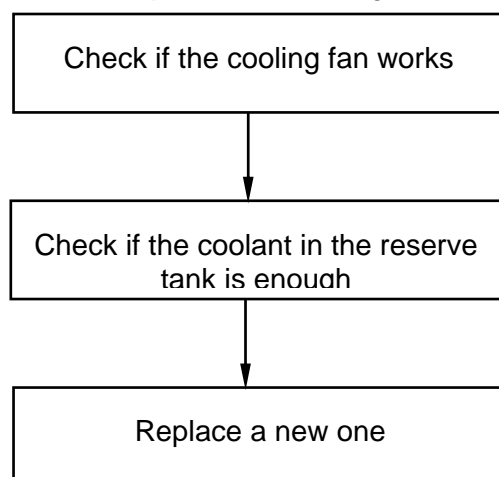 Check if the cooling fan works
Check if the coolant in the reserve
tank is enough
Replace a new one